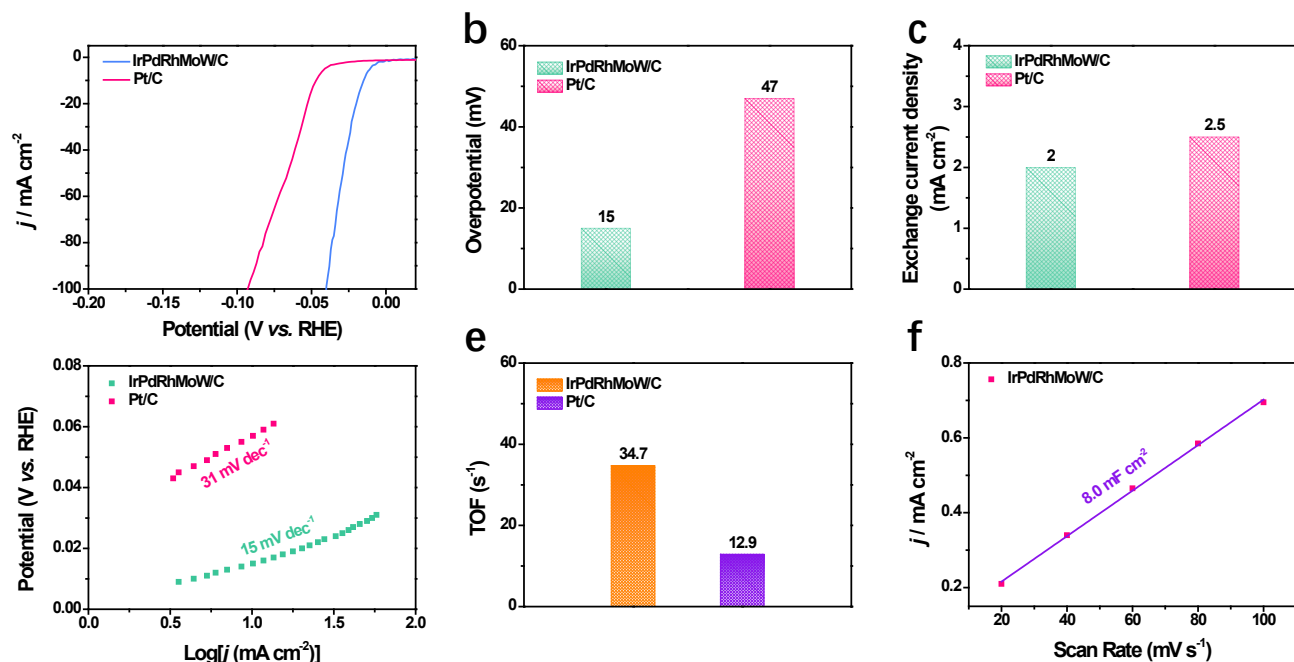 IrPdRhMoW/C
Pt/C
0
-20
-40
-60
-80
-100
j / mA cm-2
-0.20 -0.15 -0.10 -0.05 0.00
Potential (V vs. RHE)
b
60
40
20
0
Overpotential (mV)
IrPdRhMoW/C
Pt/C
15
47
c
4
3
2
1
0
Exchange current density
(mA cm-2)
IrPdRhMoW/C
Pt/C
2
2.5
0.08
0.06
0.04
0.02
0.00
Potential (V vs. RHE)
IrPdRhMoW/C
Pt/C
31 mV dec-1
15 mV dec-1
0.0 0.5 1.0 1.5 2.0
Log[j (mA cm-2)]
e
60
40
20
0
TOF (s-1)
IrPdRhMoW/C
Pt/C
34.7
12.9
f
0.8
0.6
0.4
0.2
j / mA cm-2
IrPdRhMoW/C
8.0 mF cm-2
20 40 60 80 100
Scan Rate (mV s-1)